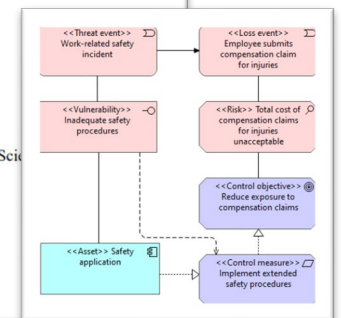 <<Threat event>>
Work-related safety
incident
<<Loss event>>
Employee submits
compensation claim
for injuries
<<Vulnerability>>
Inadequate safety
procedures
<<Risk>> Total cost of
compensation claims
for injuries
unacceptable
<<Control objective>>
Reduce exposure to
compensation claims
<<Asset>> Safety
application
<<Control measure>>
Implement extended
safety procedures